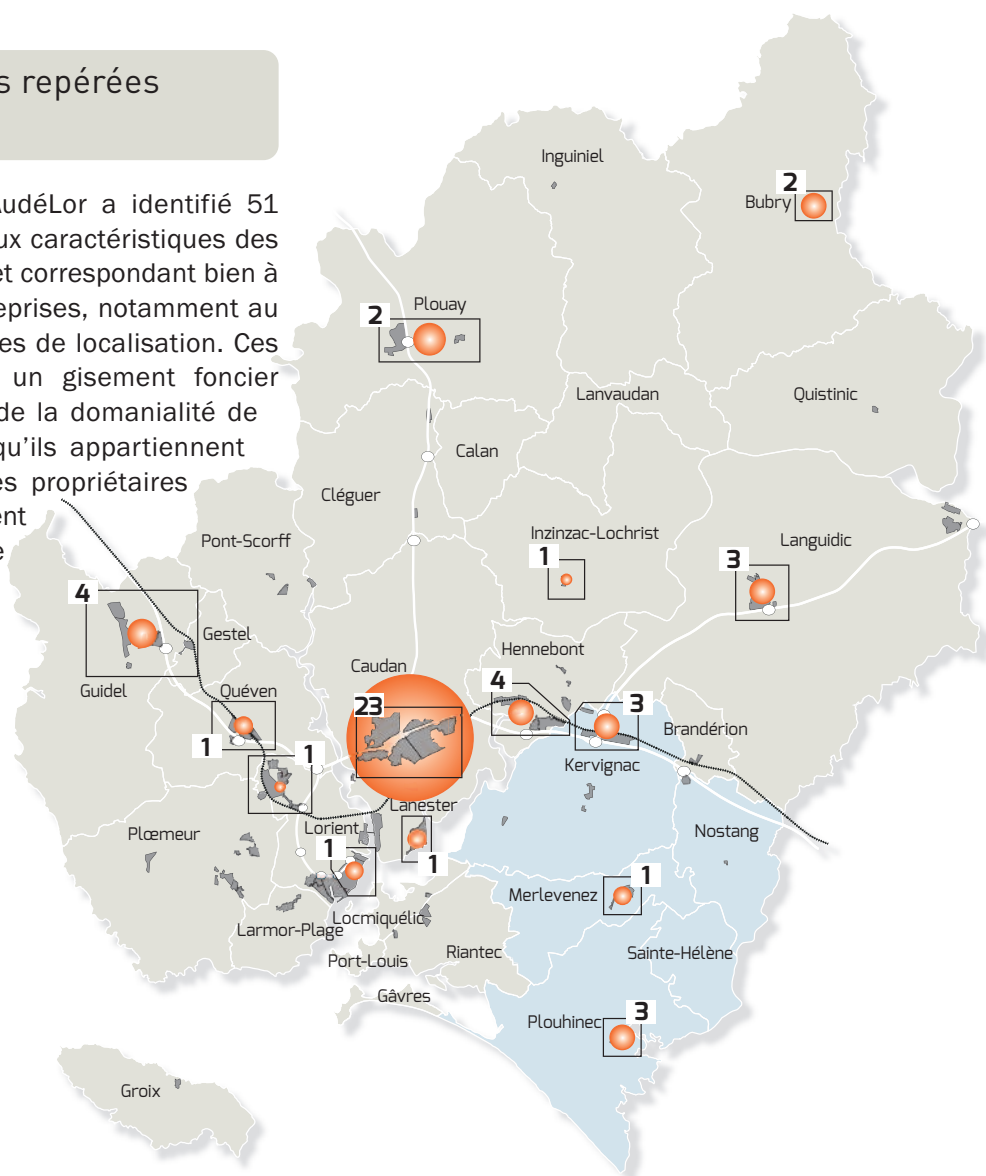 s repérées
AudéLor a identifié 51
ux caractéristiques des
et correspondant bien à
reprises, notamment au
es de localisation. Ces
un gisement foncier
de la domanialité de
qu'ils appartiennent
es propriétaires
ent
e
Inguiniel
2
Bubry
Plouay
2
Lanvaudan
Quistinic
Calan
Cléguer
Inzinzac-Lochrist
1
Languidic
3
Pont-Scorff
4
Gestel
Guidel
Hennebont
4
Caudan
23
Quéven
1
1
3
Brandérion
Kervignac
Lanester
1
Lorient
1
Plœmeur
Nostang
Merlevenez
1
Larmor-Plage
Locmiquélic
Port-Louis
Riantec
Sainte-Hélène
Gâvres
Plouhinec
3
Groix